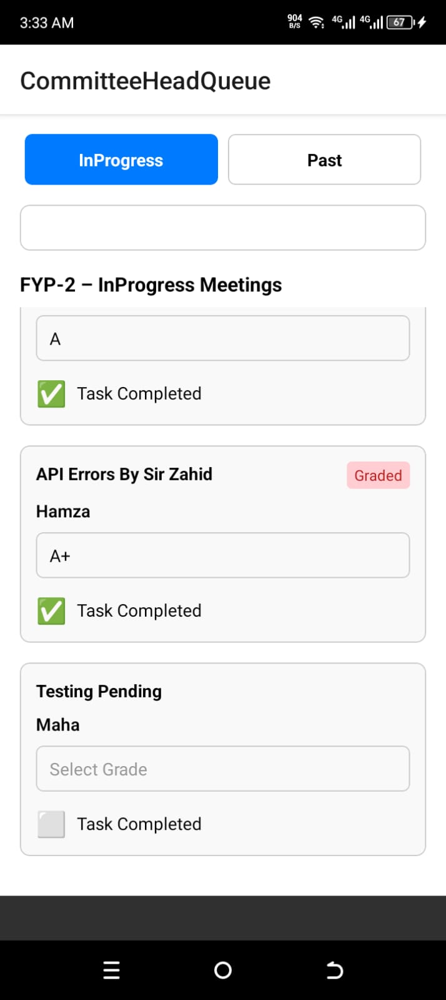 3:33 AM
904
B/S
4G
4G
67
CommitteeHeadQueue
InProgress
Past
FYP-2 – InProgress Meetings
A
✅ Task Completed
API Errors By Sir Zahid
Graded
Hamza
A+
✅ Task Completed
Testing Pending
Maha
Select Grade
Task Completed